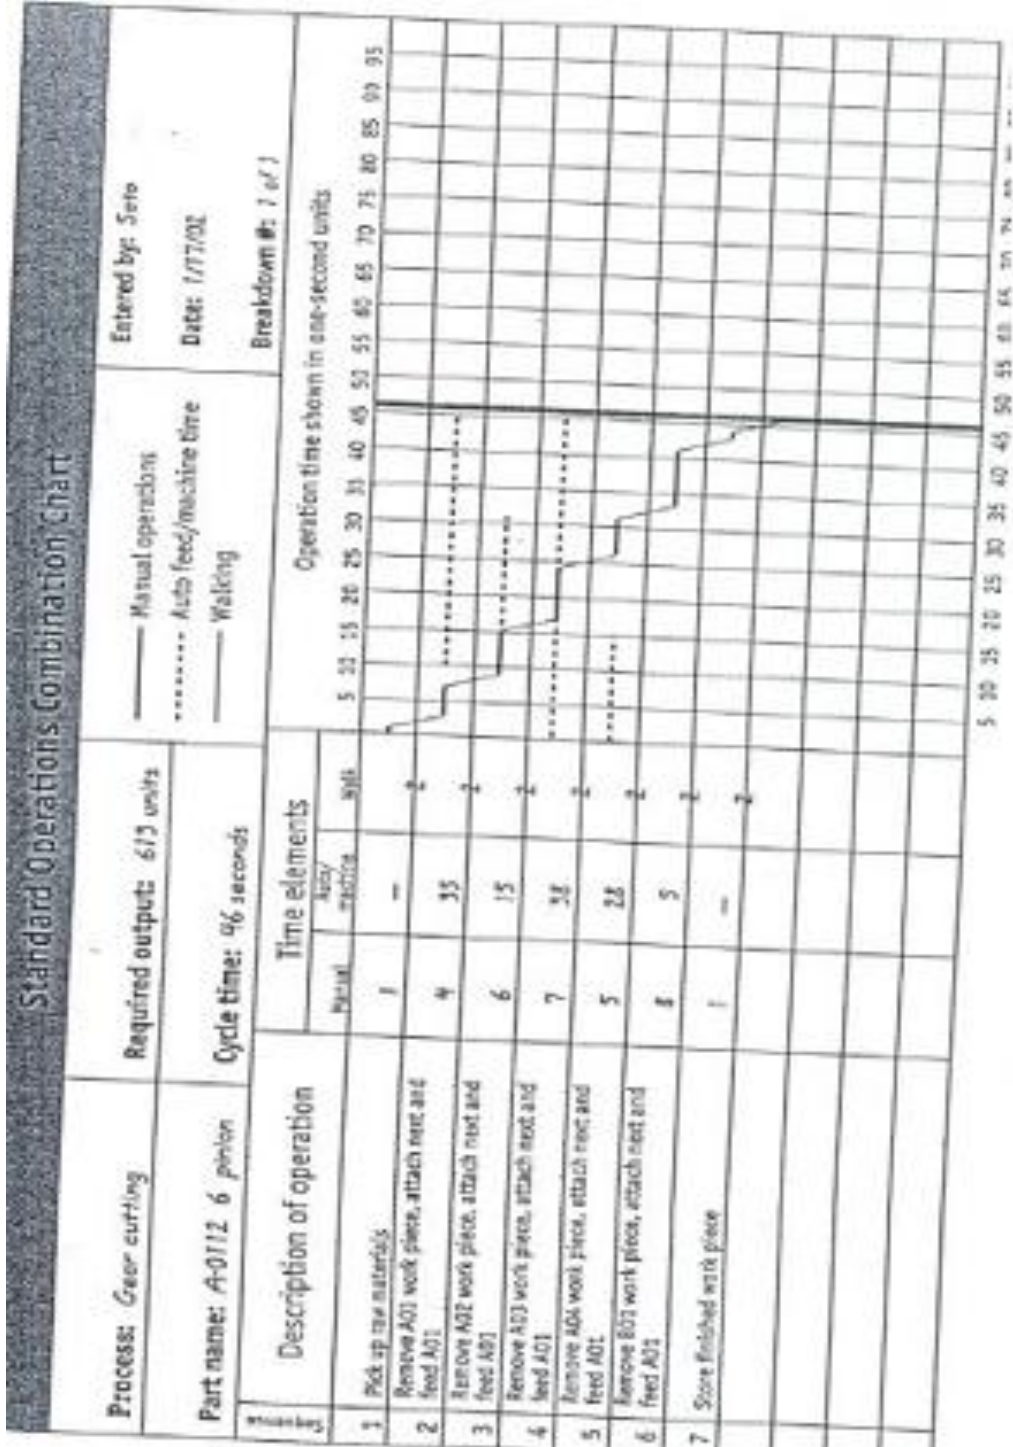 Standard Operations Combination Chart
Process: Gear cutting
Required output: 613 units
Entered by: Seto
Part name: A-0112 6 pinion
Cycle time: 46 seconds
Manual operations
Auto feed/machine time
Walking
Date: 1/17/02
Breakdown #: 1 of 1
Description of operation
Time elements
Operation time shown in one-second units
Manual Auto/machine Walk
5 10 15 20 25 30 35 40 45 50 55 60 65 70 75 80 85 90 95
1 Pick up raw materials 1 — 2
2 Remove A01 work piece, attach next and
feed A01 4 35 2
3 Remove A02 work piece, attach next and
feed A01 6 15 2
4 Remove A03 work piece, attach next and
feed A01 7 38 2
5 Remove A04 work piece, attach next and
feed A01 5 28 2
6 Remove B01 work piece, attach next and
feed A01 8 5 2
7 Store finished work piece 1 — 2
5 10 15 20 25 30 35 40 45 50 55 60 65 70